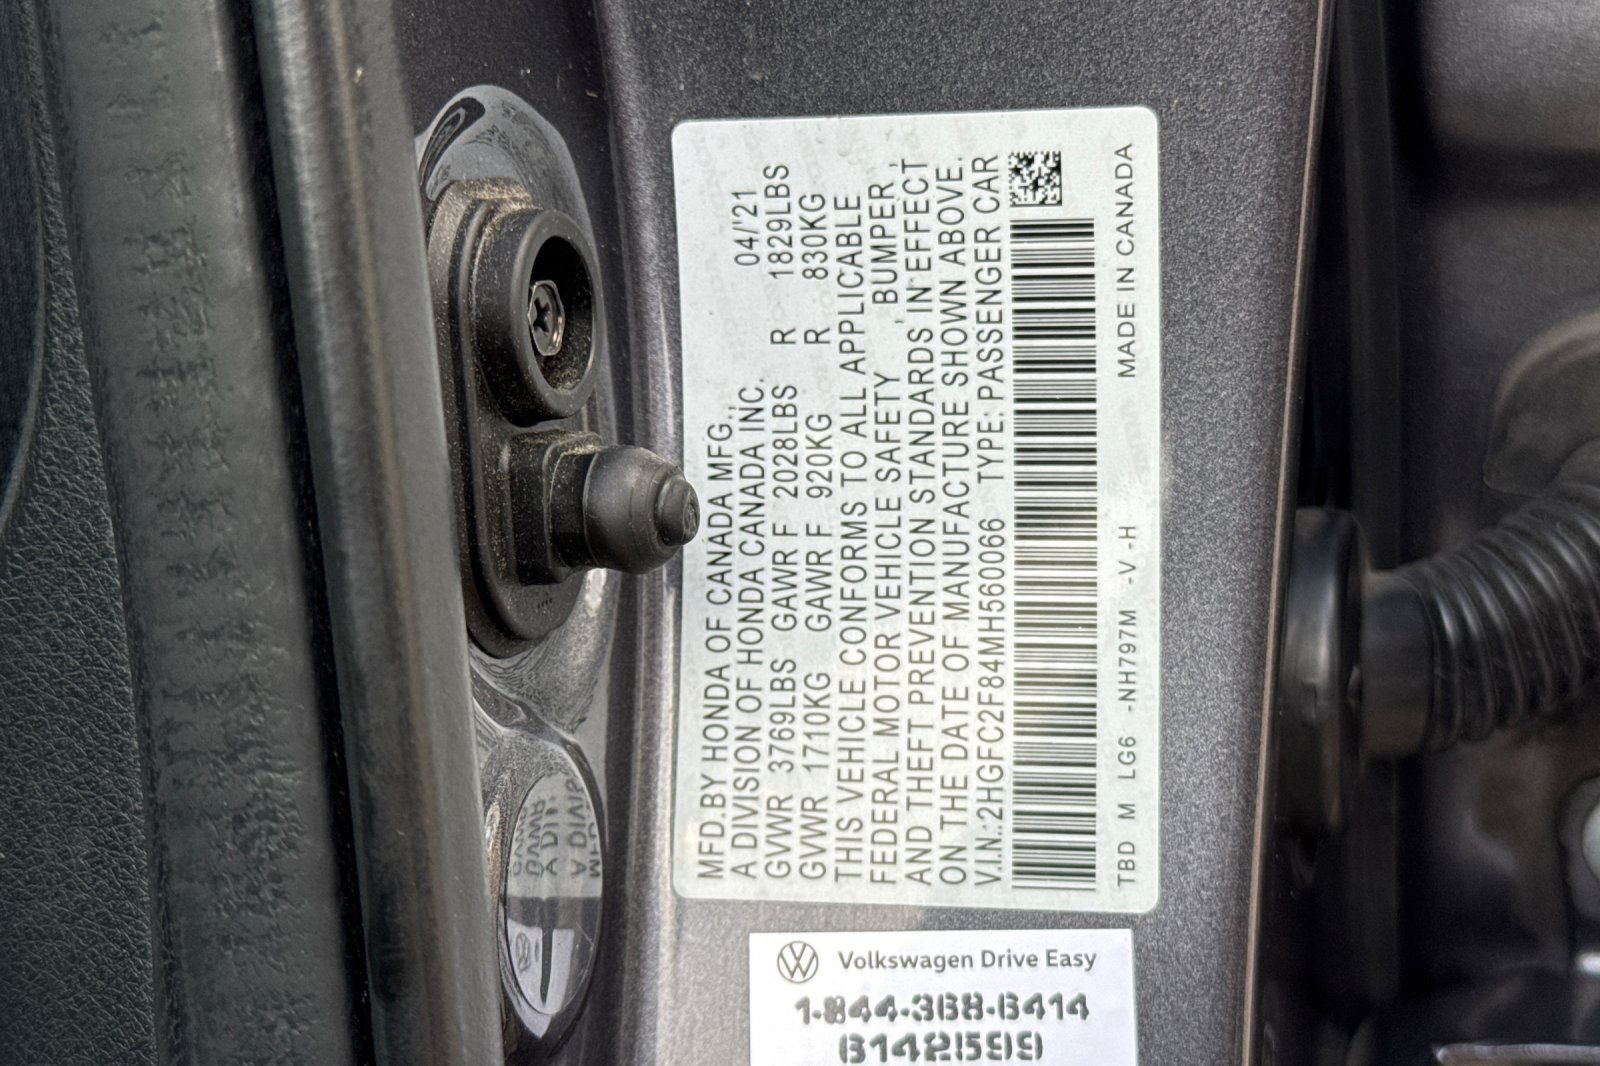 MFD.BY HONDA OF CANADA MFG.,
A DIVISION OF HONDA CANADA INC. 04/'21
GVWR 3769LBS GAWR F 2028LBS R 1829LBS
GVWR 1710KG GAWR F 920KG R 830KG
THIS VEHICLE CONFORMS TO ALL APPLICABLE
FEDERAL MOTOR VEHICLE SAFETY , BUMPER ,
AND THEFT PREVENTION STANDARDS IN EFFECT
ON THE DATE OF MANUFACTURE SHOWN ABOVE.
V.I.N.:2HGFC2F84MH560066 TYPE: PASSENGER CAR
TBD M LG6 -NH797M -V -H MADE IN CANADA
Volkswagen Drive Easy
1-844-368-6414
61428599